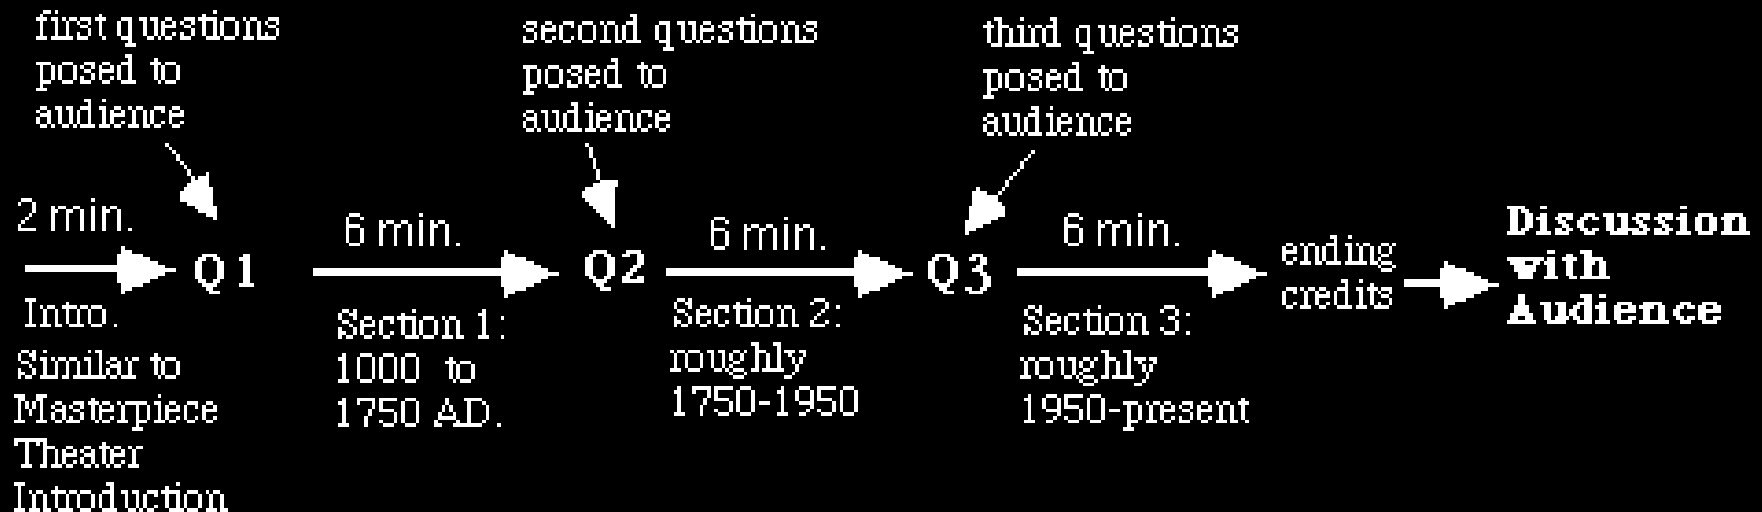 first questions
posed to
audience
second questions
posed to
audience
third questions
posed to
audience
2 min.
Q1
6 min.
Q2
6 min.
Q3
6 min.
ending
credits
Discussion
with
Audience
Intro.
Similar to
Masterpiece
Theater
Introduction
Section 1:
1000 to
1750 AD.
Section 2:
roughly
1750-1950
Section 3:
roughly
1950-present